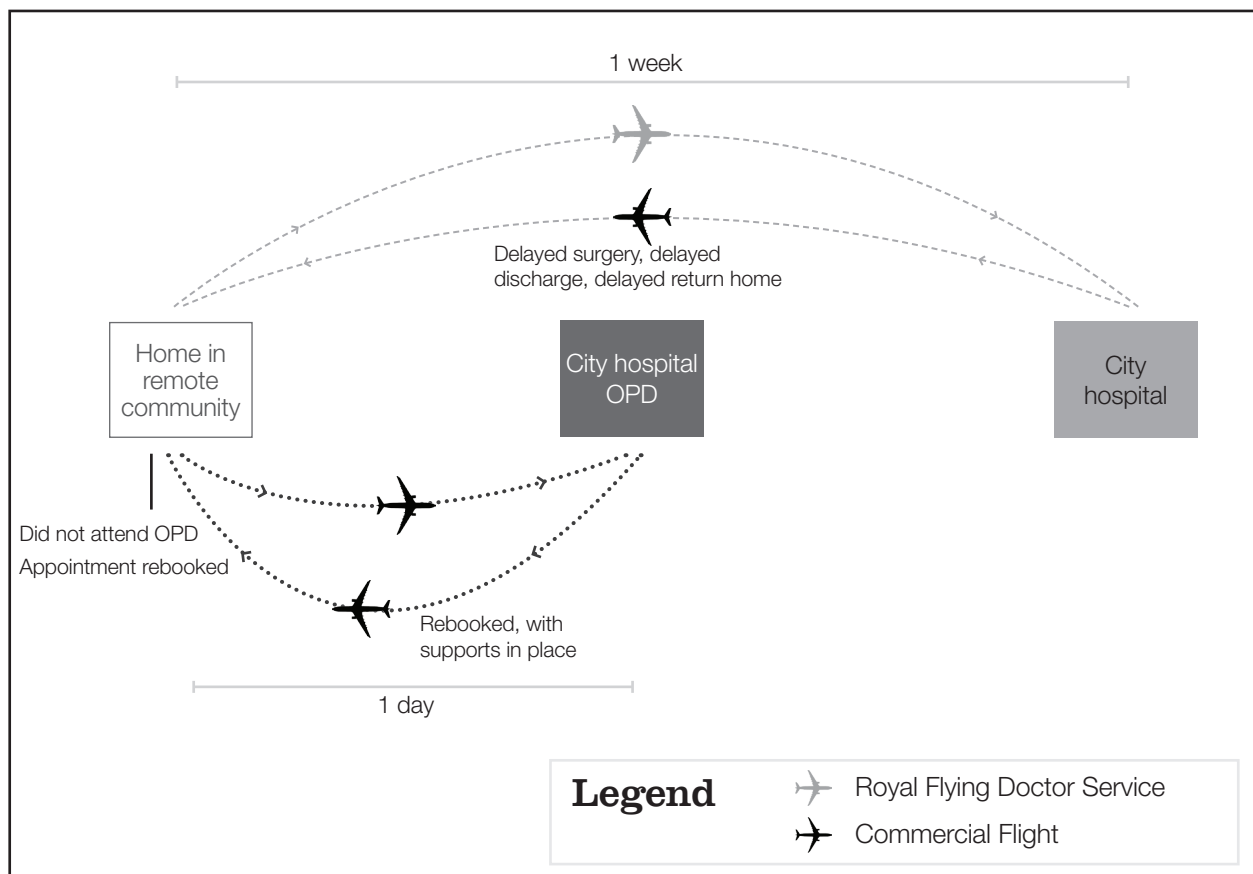 1 week
Delayed surgery, delayed
discharge, delayed return home
Home in
remote
community
City hospital
OPD
City
hospital
Did not attend OPD
Appointment rebooked
Rebooked, with
supports in place
1 day
Legend
Royal Flying Doctor Service
Commercial Flight